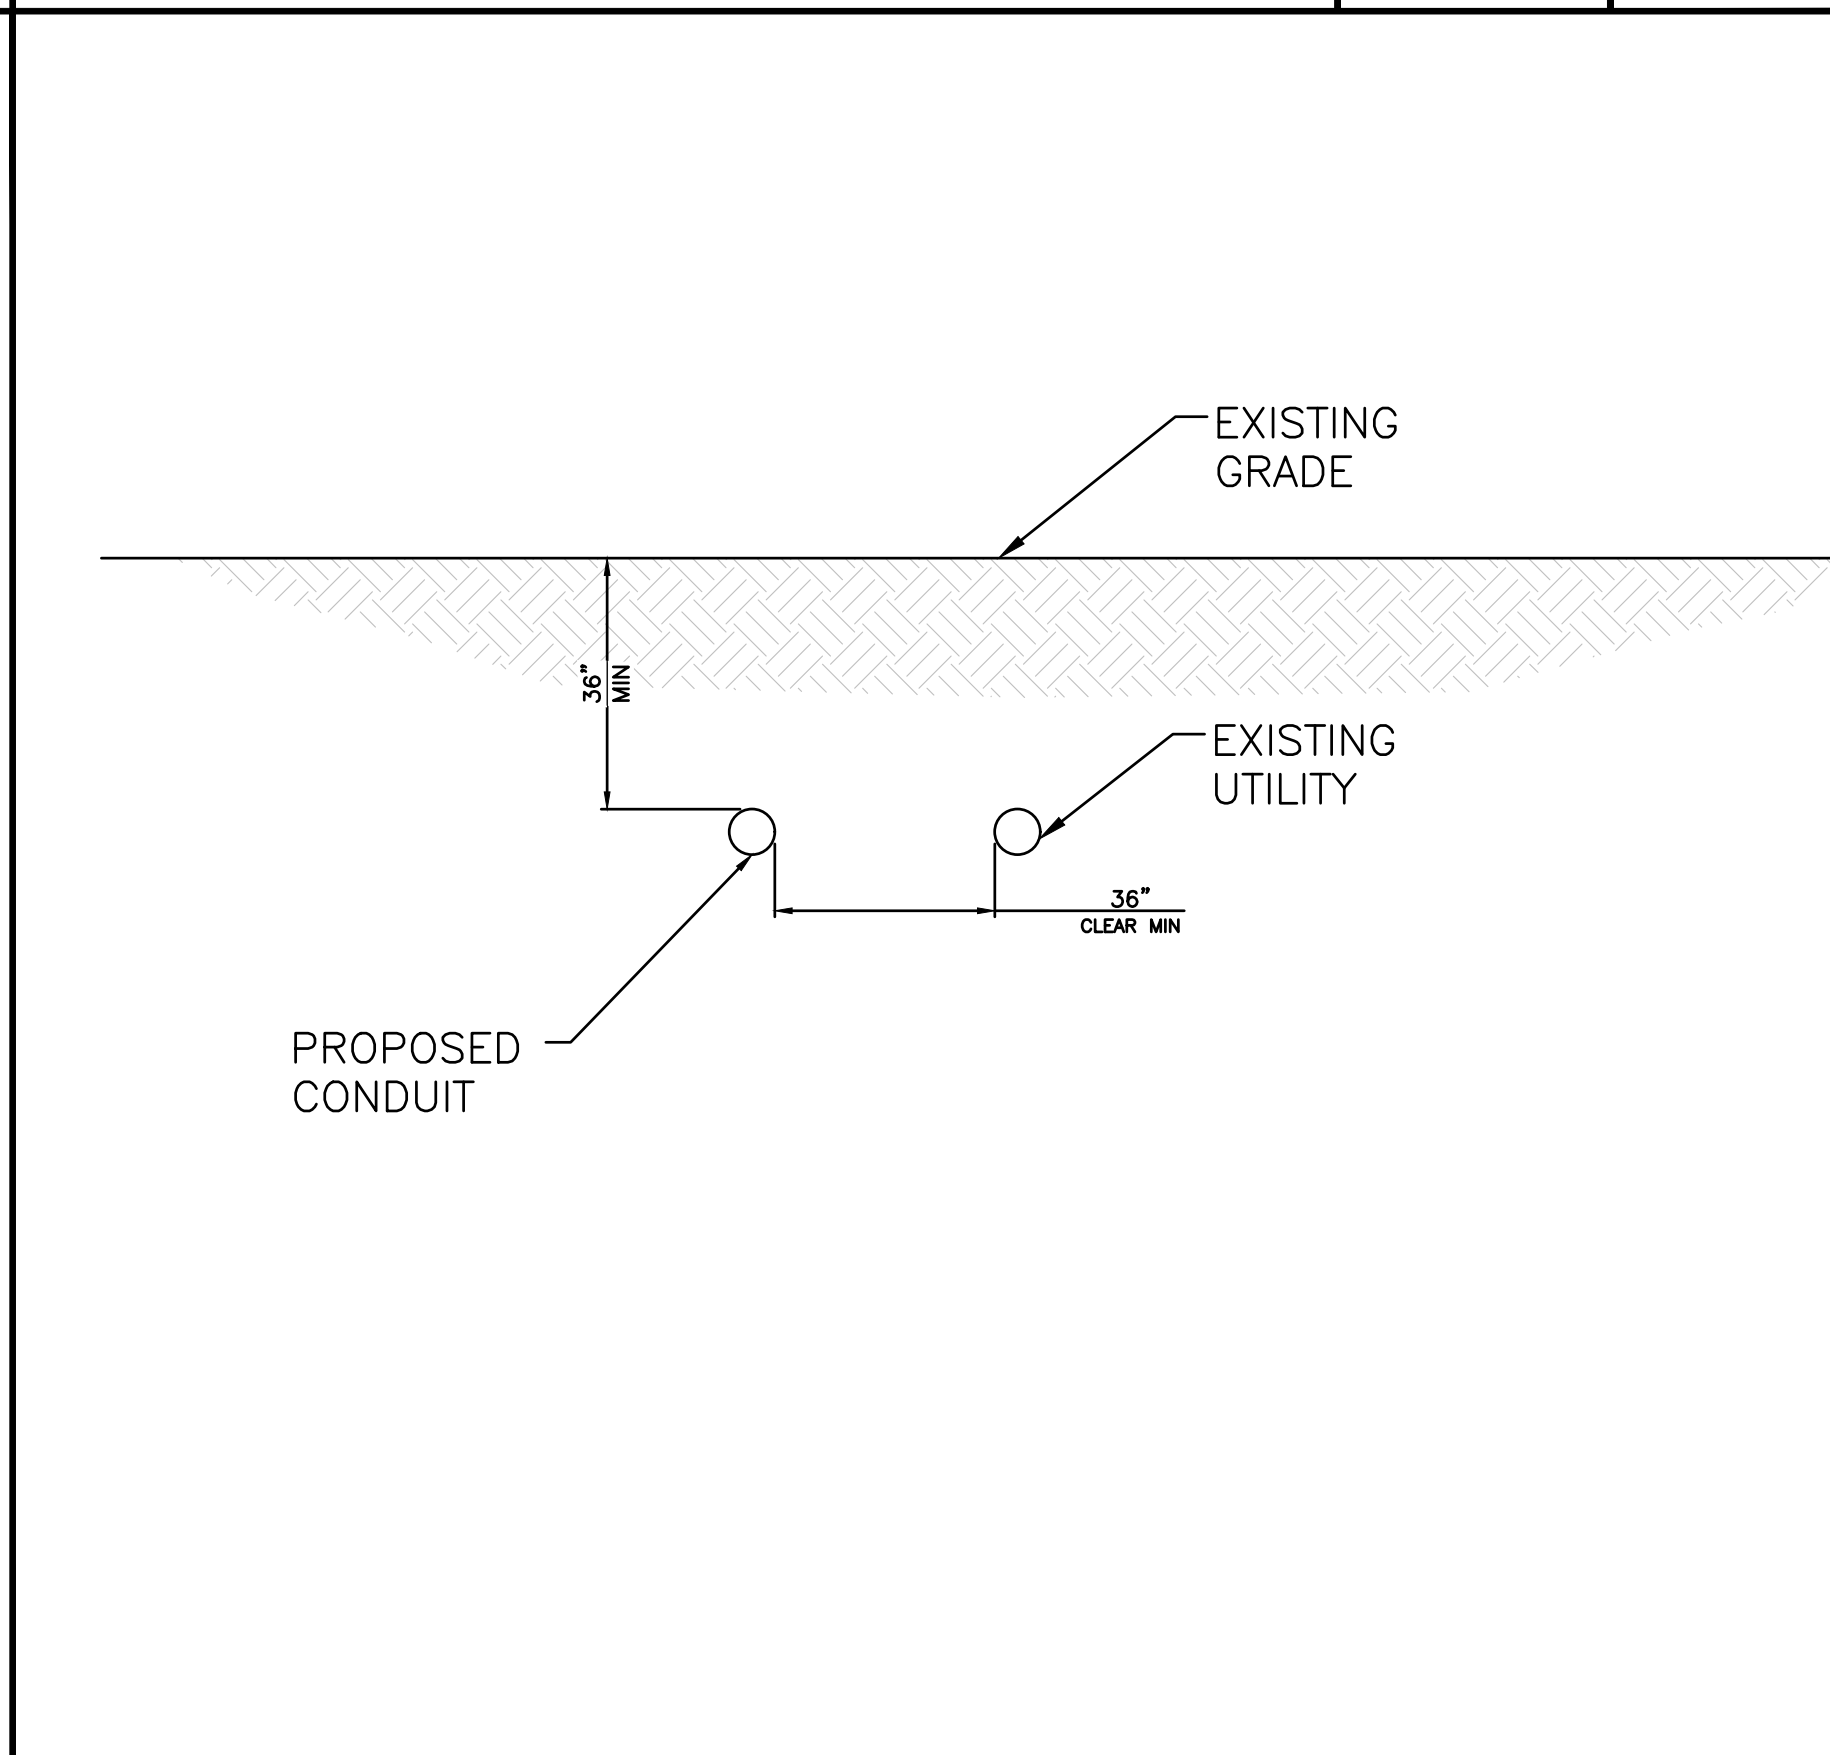 EXISTING
GRADE
36"
MIN
EXISTING
UTILITY
36"
CLEAR MIN
PROPOSED
CONDUIT